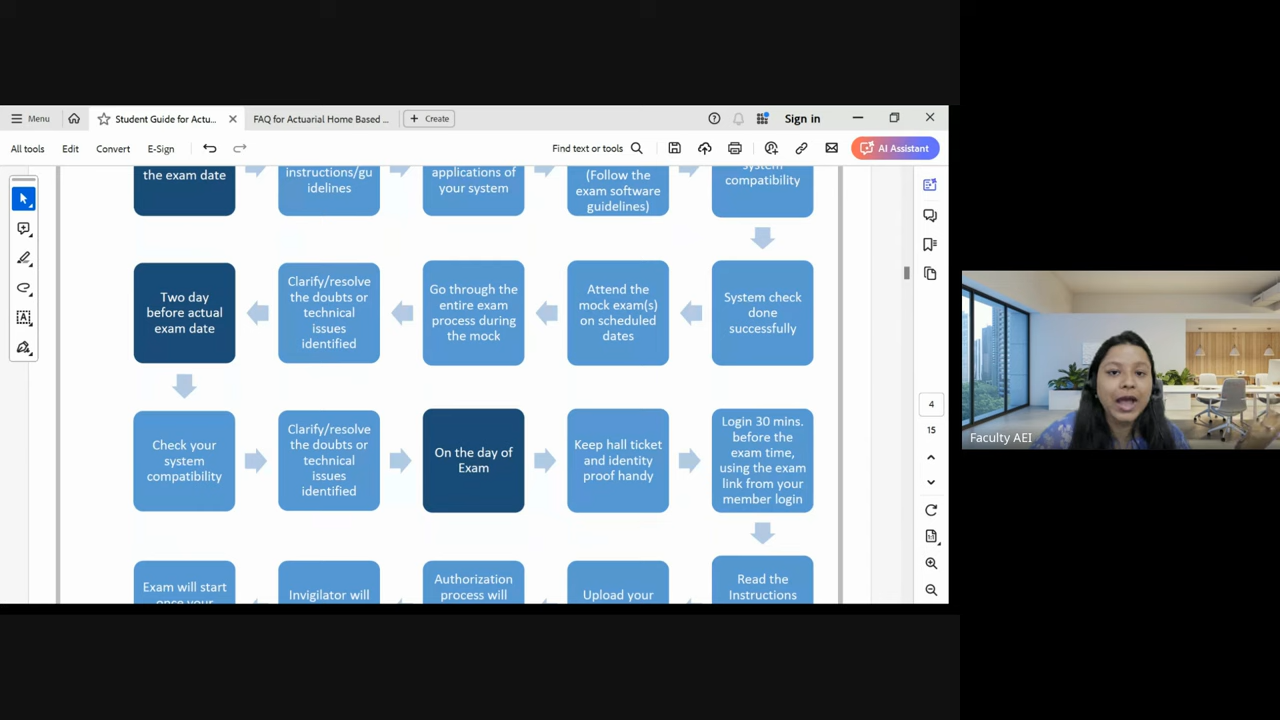 Menu
Student Guide for Actu...
FAQ for Actuarial Home Based ...
Create
Sign in
All tools
Edit
Convert
E-Sign
Find text or tools
AI Assistant
the exam date
instructions/gu
idelines
applications of
your system
(Follow the
exam software
guidelines)
system
compatibility
Two day
before actual
exam date
Clarify/resolve
the doubts or
technical
issues
identified
Go through the
entire exam
process during
the mock
Attend the
mock exam(s)
on scheduled
dates
System check
done
successfully
Check your
system
compatibility
Clarify/resolve
the doubts or
technical
issues
identified
On the day of
Exam
Keep hall ticket
and identity
proof handy
Login 30 mins.
before the
exam time,
using the exam
link from your
member login
Exam will start
once your
Invigilator will
Authorization
process will
Upload your
Read the
Instructions
4
15
Faculty AEI